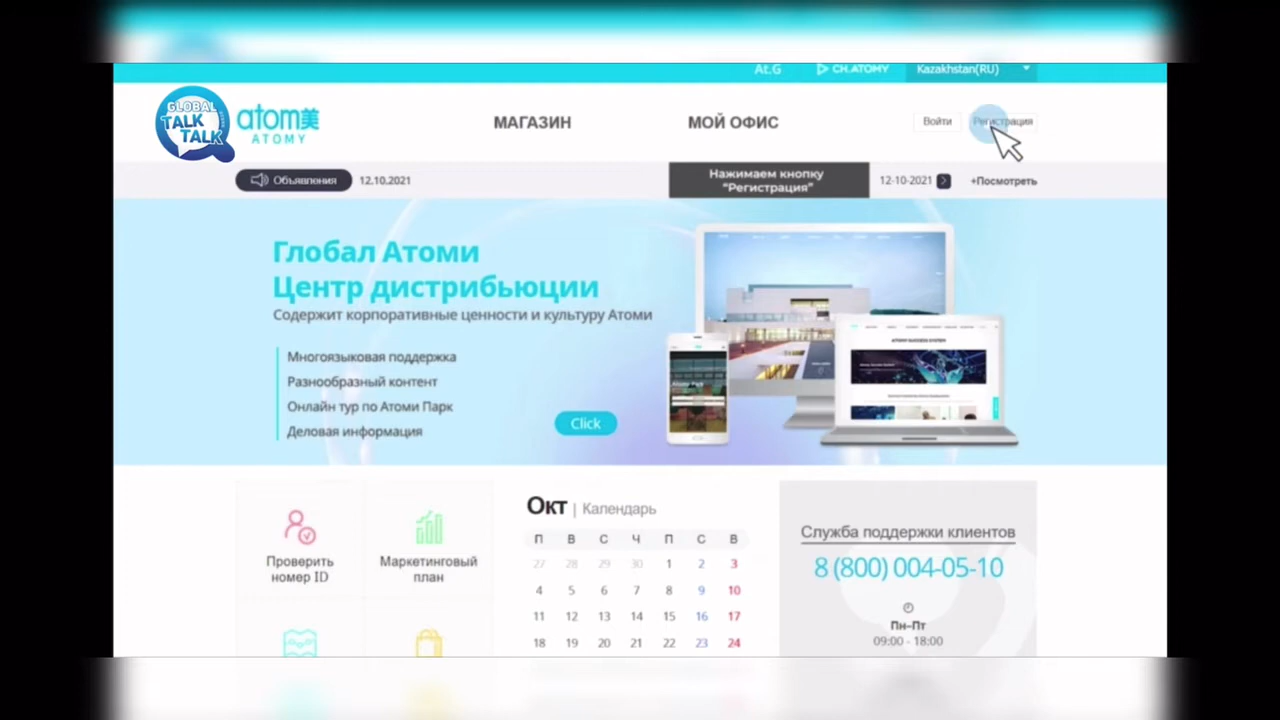 At.G
CH.ATOMY
Kazakhstan(RU)
GLOBAL
TALK
TALK
atom美
ATOMY
МАГАЗИН
МОЙ ОФИС
Войти
Регистрация
Объявления
12.10.2021
Нажимаем кнопку
“Регистрация”
12-10-2021
+Посмотреть
Глобал Атоми
Центр дистрибьюции
Содержит корпоративные ценности и культуру Атоми
Многоязыковая поддержка
Разнообразный контент
Онлайн тур по Атоми Парк
Деловая информация
Click
Atomy Park
ATOMY SUCCESS SYSTEM
Проверить
номер ID
Маркетинговый
план
Окт | Календарь
П В С Ч П С В
27 28 29 30 1 2 3
4 5 6 7 8 9 10
11 12 13 14 15 16 17
18 19 20 21 22 23 24
Служба поддержки клиентов
8 (800) 004-05-10
Пн–Пт
09:00 - 18:00